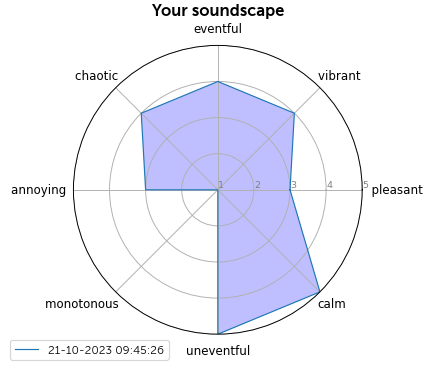 Your soundscape
eventful
chaotic
vibrant
annoying
1
2
3
4
5
pleasant
monotonous
calm
21-10-2023 09:45:26
uneventful